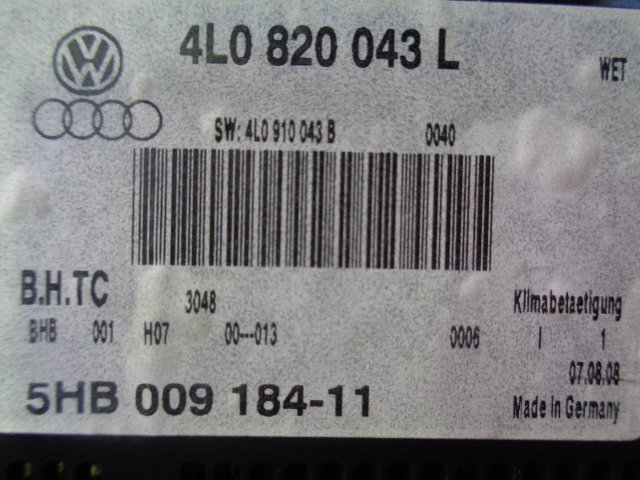 4L0 820 043 L
WET
SW: 4L0 910 043 B 0040
B.H.TC 3048 Klimabetaetigung
BHB 001 H07 00---013 0006 I 1
07.08.08
5HB 009 184-11 Made in Germany